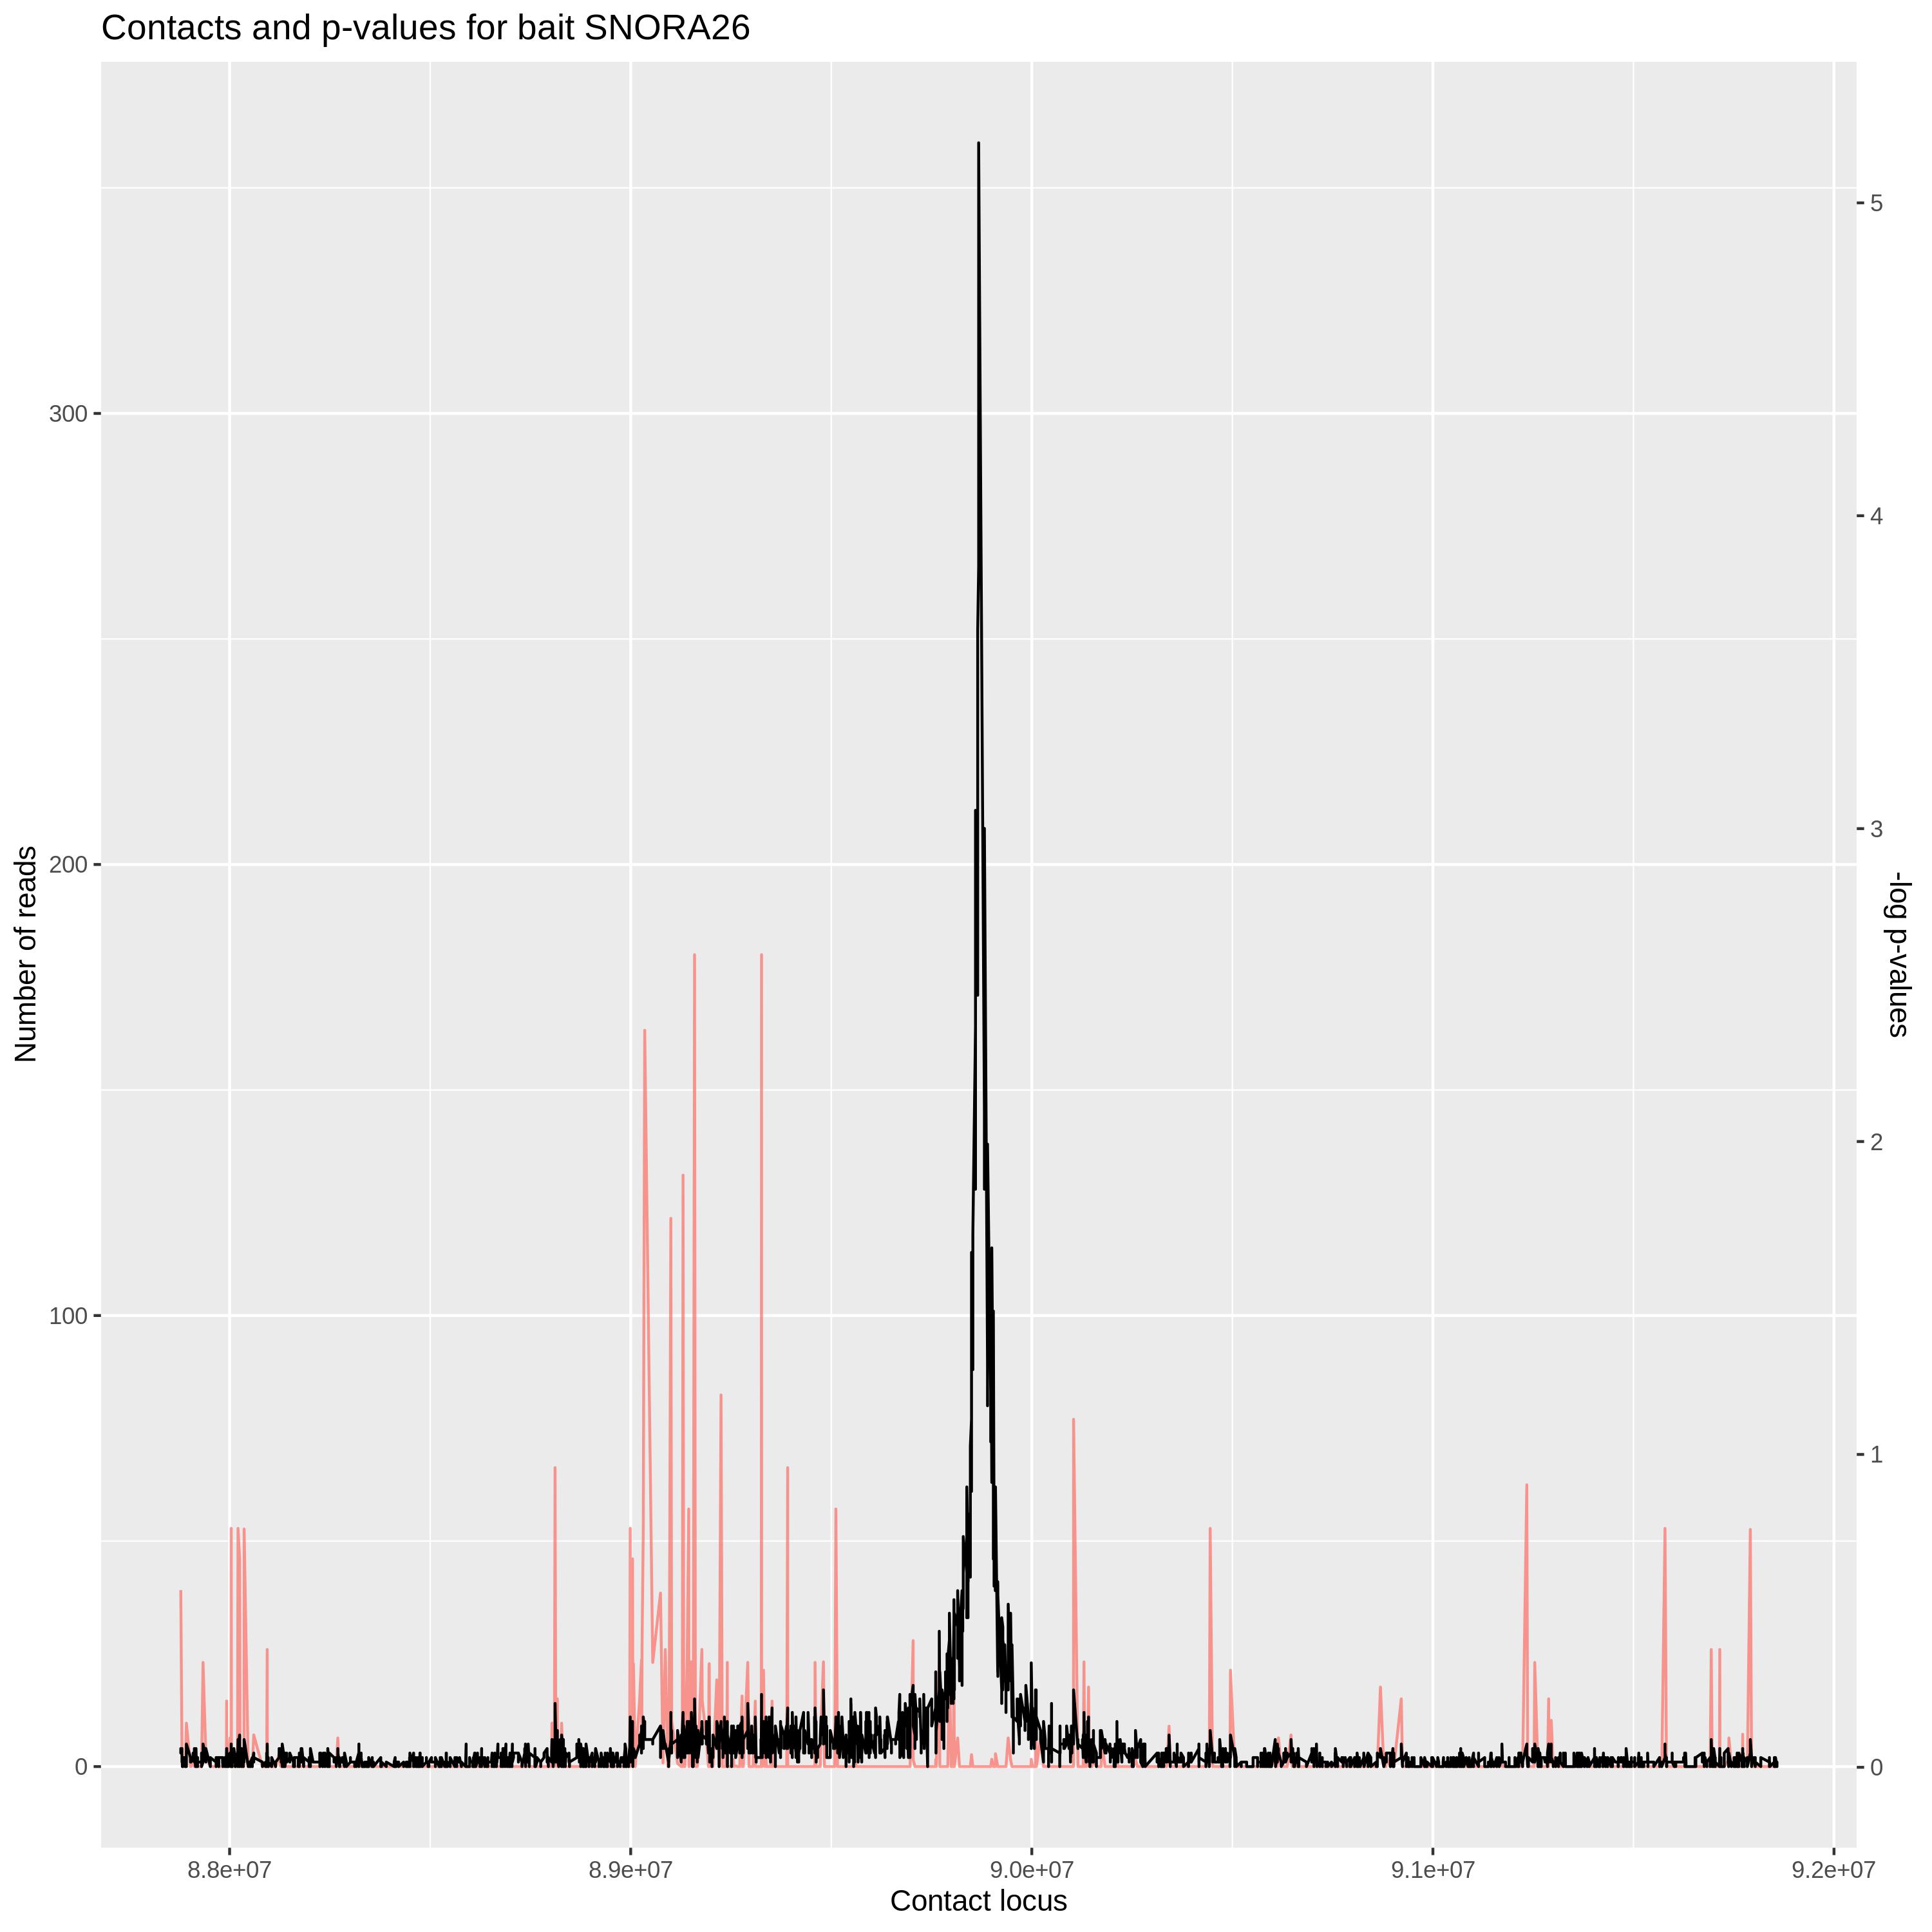 Contacts and p-values for bait SNORA26
Number of reads
300
200
100
0
5
4
3
2
1
0
-log p-values
8.8e+07 8.9e+07 9.0e+07 9.1e+07 9.2e+07
Contact locus